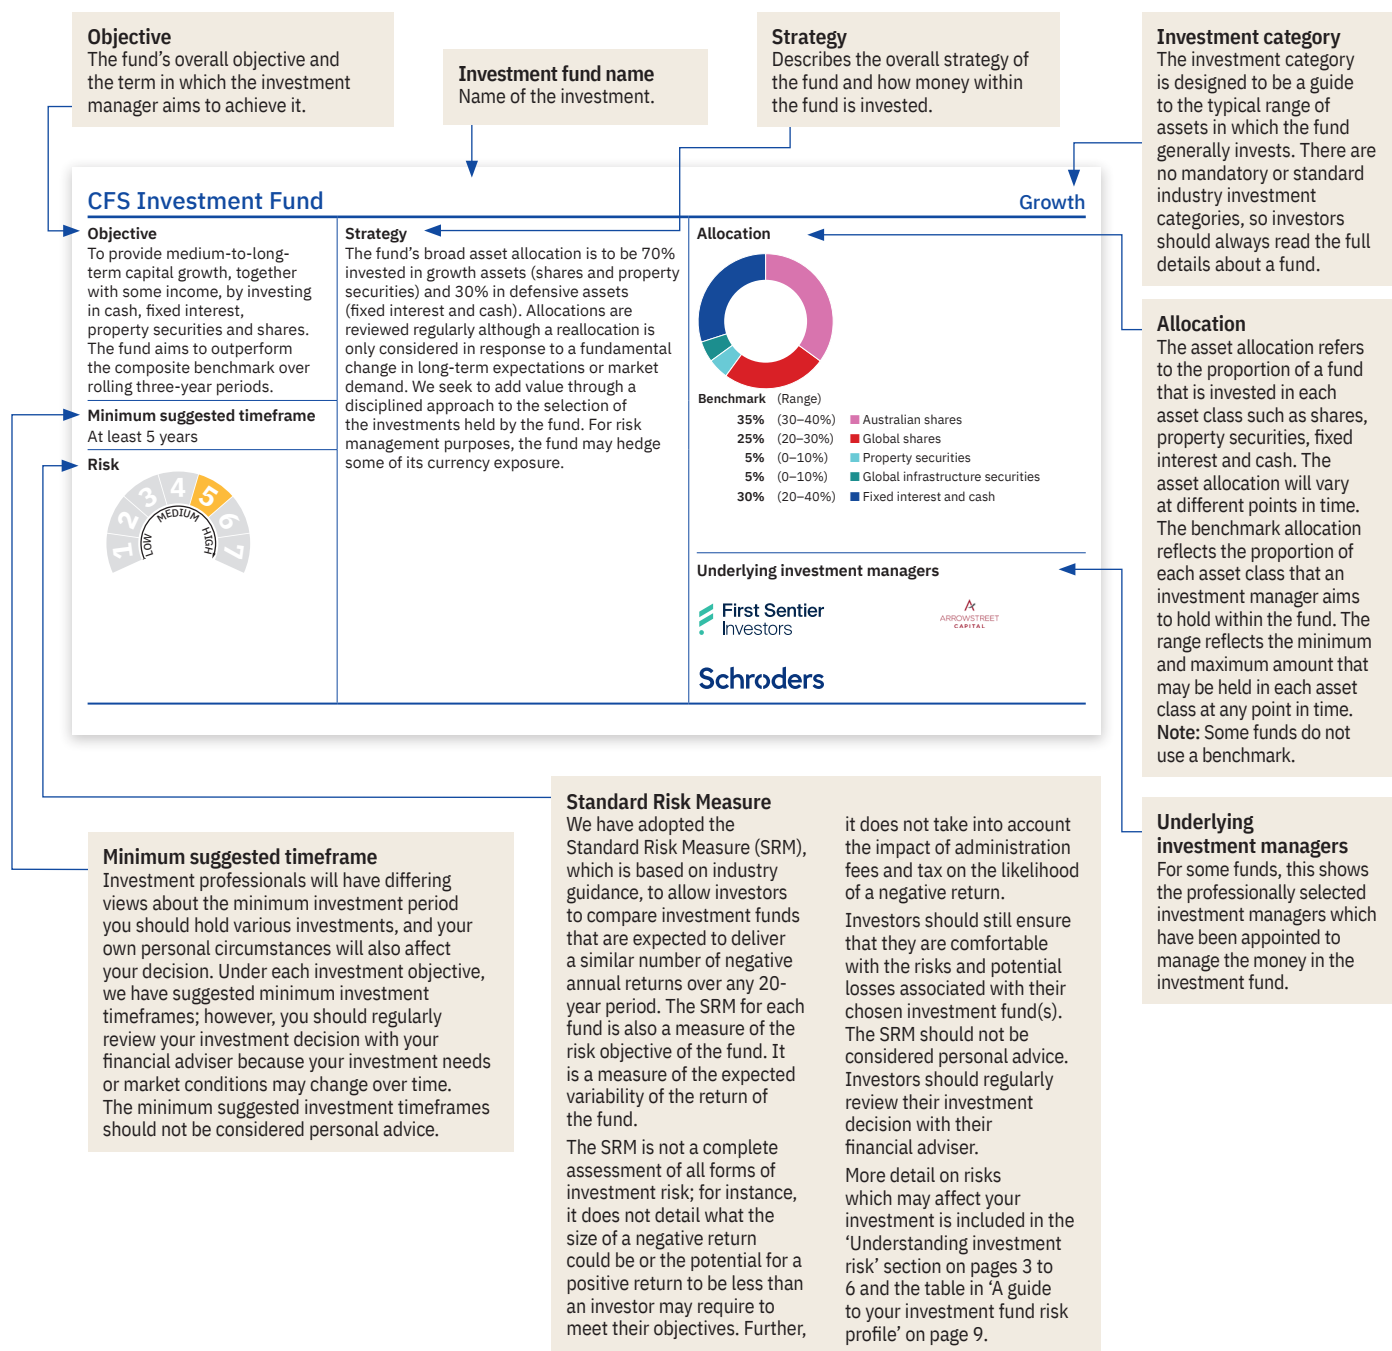 Objective
The fund's overall objective and
the term in which the investment
manager aims to achieve it.
Investment fund name
Name of the investment.
Strategy
Describes the overall strategy of
the fund and how money within
the fund is invested.
Investment category
The investment category
is designed to be a guide
to the typical range of
assets in which the fund
generally invests. There are
no mandatory or standard
industry investment
categories, so investors
should always read the full
details about a fund.
CFS Investment Fund
Growth
Objective
To provide medium-to-long-
term capital growth, together
with some income, by investing
in cash, fixed interest,
property securities and shares.
The fund aims to outperform
the composite benchmark over
rolling three-year periods.
Minimum suggested timeframe
At least 5 years
Risk
1 2 3 4 5 6 7
LOW MEDIUM HIGH
Strategy
The fund's broad asset allocation is to be 70%
invested in growth assets (shares and property
securities) and 30% in defensive assets
(fixed interest and cash). Allocations are
reviewed regularly although a reallocation is
only considered in response to a fundamental
change in long-term expectations or market
demand. We seek to add value through a
disciplined approach to the selection of
the investments held by the fund. For risk
management purposes, the fund may hedge
some of its currency exposure.
Allocation
Benchmark (Range)
35% (30–40%) Australian shares
25% (20–30%) Global shares
5% (0–10%) Property securities
5% (0–10%) Global infrastructure securities
30% (20–40%) Fixed interest and cash
Underlying investment managers
First Sentier
Investors
ARROWSTREET
CAPITAL
Schroders
Allocation
The asset allocation refers
to the proportion of a fund
that is invested in each
asset class such as shares,
property securities, fixed
interest and cash. The
asset allocation will vary
at different points in time.
The benchmark allocation
reflects the proportion of
each asset class that an
investment manager aims
to hold within the fund. The
range reflects the minimum
and maximum amount that
may be held in each asset
class at any point in time.
Note: Some funds do not
use a benchmark.
Underlying
investment managers
For some funds, this shows
the professionally selected
investment managers which
have been appointed to
manage the money in the
investment fund.
Minimum suggested timeframe
Investment professionals will have differing
views about the minimum investment period
you should hold various investments, and your
own personal circumstances will also affect
your decision. Under each investment objective,
we have suggested minimum investment
timeframes; however, you should regularly
review your investment decision with your
financial adviser because your investment needs
or market conditions may change over time.
The minimum suggested investment timeframes
should not be considered personal advice.
Standard Risk Measure
We have adopted the
Standard Risk Measure (SRM),
which is based on industry
guidance, to allow investors
to compare investment funds
that are expected to deliver
a similar number of negative
annual returns over any 20-
year period. The SRM for each
fund is also a measure of the
risk objective of the fund. It
is a measure of the expected
variability of the return of
the fund.
The SRM is not a complete
assessment of all forms of
investment risk; for instance,
it does not detail what the
size of a negative return
could be or the potential for a
positive return to be less than
an investor may require to
meet their objectives. Further,
it does not take into account
the impact of administration
fees and tax on the likelihood
of a negative return.
Investors should still ensure
that they are comfortable
with the risks and potential
losses associated with their
chosen investment fund(s).
The SRM should not be
considered personal advice.
Investors should regularly
review their investment
decision with their
financial adviser.
More detail on risks
which may affect your
investment is included in the
‘Understanding investment
risk’ section on pages 3 to
6 and the table in ‘A guide
to your investment fund risk
profile’ on page 9.